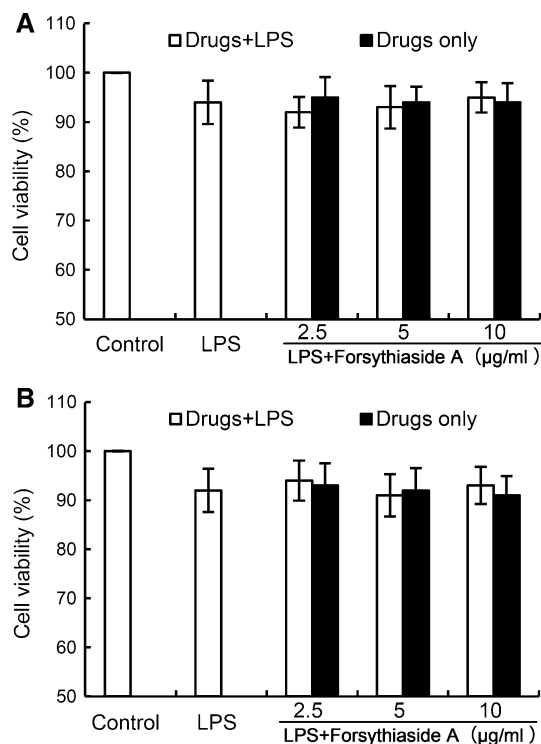 A
110
100
90
80
70
60
50
Cell viability (%)
Drugs+LPS Drugs only
Control LPS 2.5 5 10
LPS+Forsythiaside A (μg/ml )
B
110
100
90
80
70
60
50
Cell viability (%)
Drugs+LPS Drugs only
Control LPS 2.5 5 10
LPS+Forsythiaside A (μg/ml )